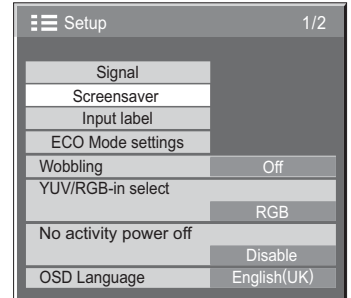 Setup 1/2
Signal
Screensaver
Input label
ECO Mode settings
Wobbling Off
YUV/RGB-in select
RGB
No activity power off
Disable
OSD Language English(UK)